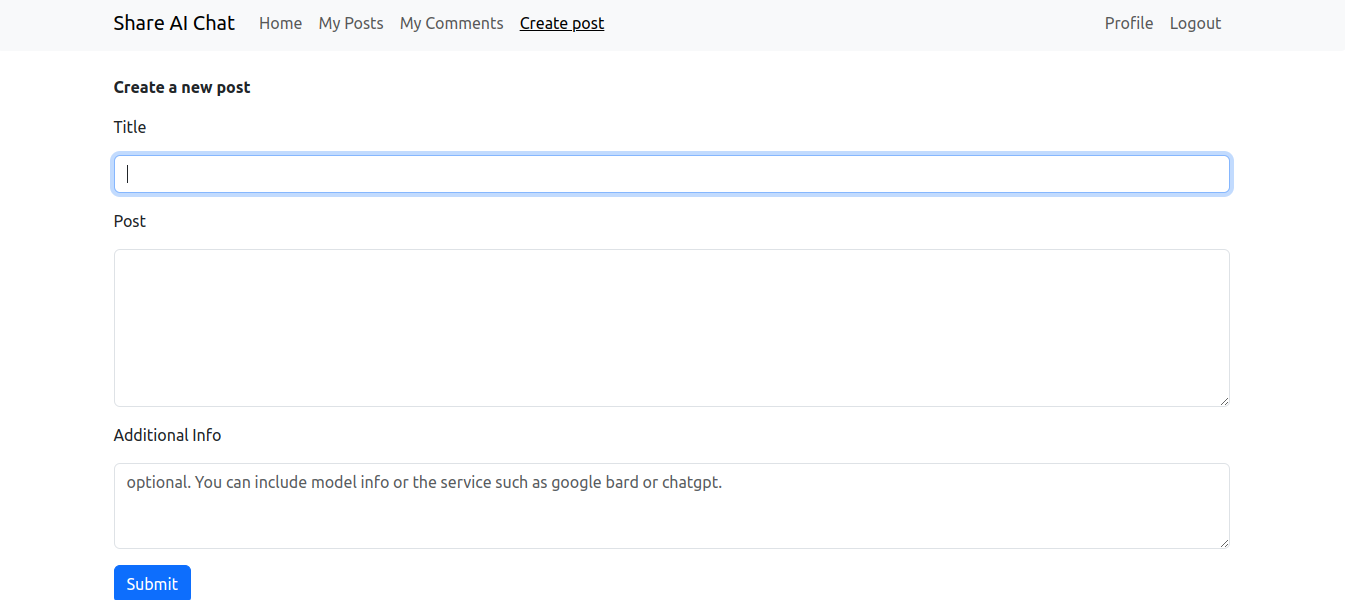 Share AI Chat Home My Posts My Comments Create post Profile Logout
Create a new post
Title
Post
Additional Info
optional. You can include model info or the service such as google bard or chatgpt.
Submit